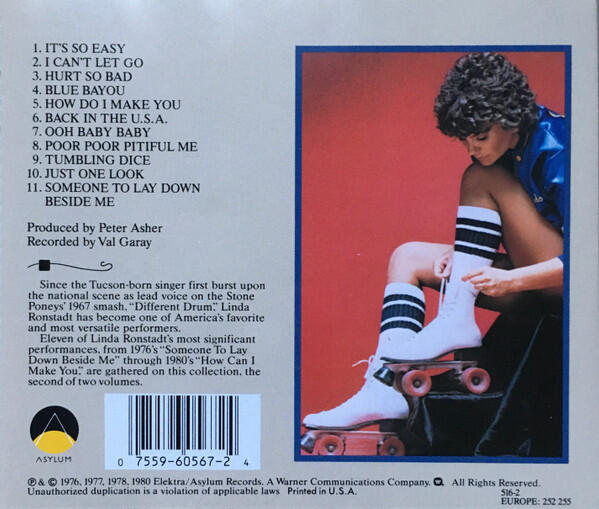 1. IT'S SO EASY
2. I CAN'T LET GO
3. HURT SO BAD
4. BLUE BAYOU
5. HOW DO I MAKE YOU
6. BACK IN THE U.S.A.
7. OOH BABY BABY
8. POOR POOR PITIFUL ME
9. TUMBLING DICE
10. JUST ONE LOOK
11. SOMEONE TO LAY DOWN
BESIDE ME
Produced by Peter Asher
Recorded by Val Garay
Since the Tucson-born singer first burst upon
the national scene as lead voice on the Stone
Poneys' 1967 smash, "Different Drum," Linda
Ronstadt has become one of America's favorite
and most versatile performers.
Eleven of Linda Ronstadt's most significant
performances, from 1976's "Someone To Lay
Down Beside Me" through 1980's "How Can I
Make You," are gathered on this collection, the
second of two volumes.
ASYLUM
0 7559-60567-2 4
℗ & © 1976, 1977, 1978, 1980 Elektra/Asylum Records. A Warner Communications Company. All Rights Reserved.
Unauthorized duplication is a violation of applicable laws Printed in U.S.A.
516-2
EUROPE: 252 255